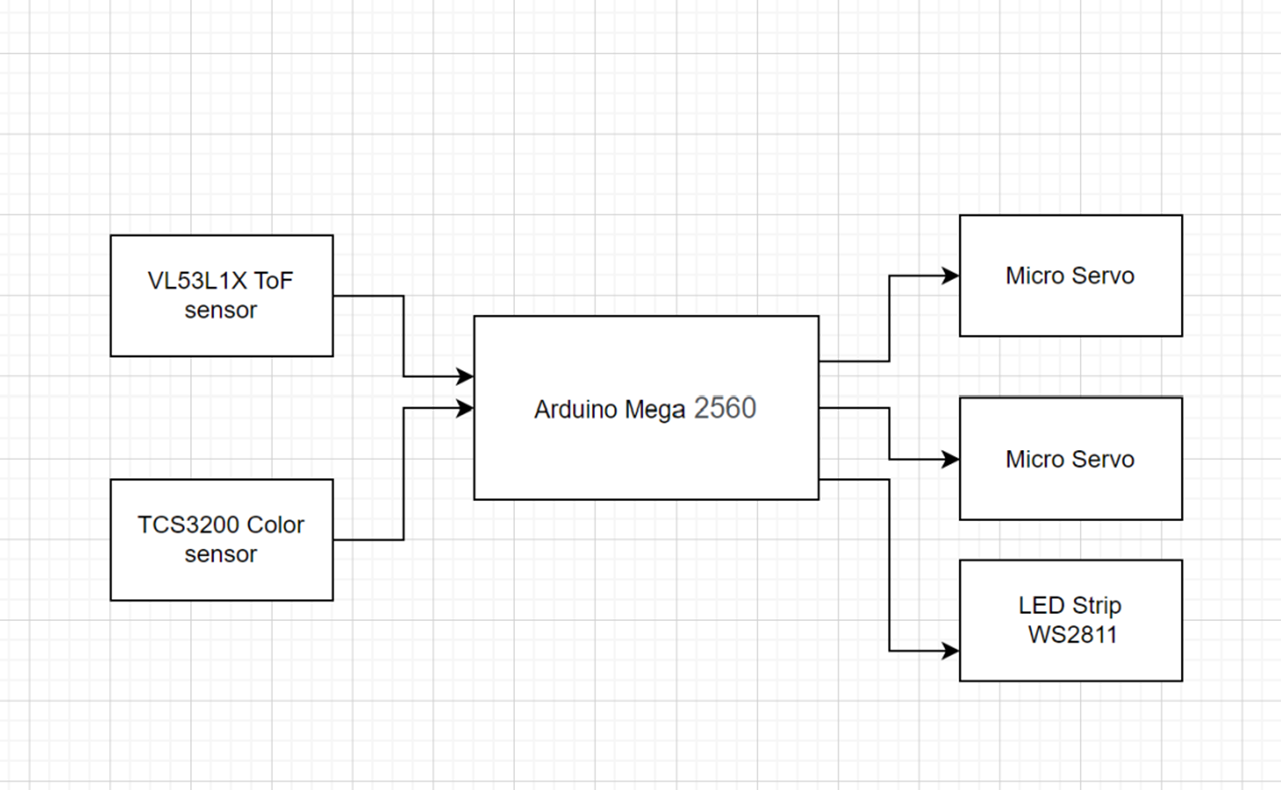 VL53L1X ToF
sensor
TCS3200 Color
sensor
Arduino Mega 2560
Micro Servo
Micro Servo
LED Strip
WS2811